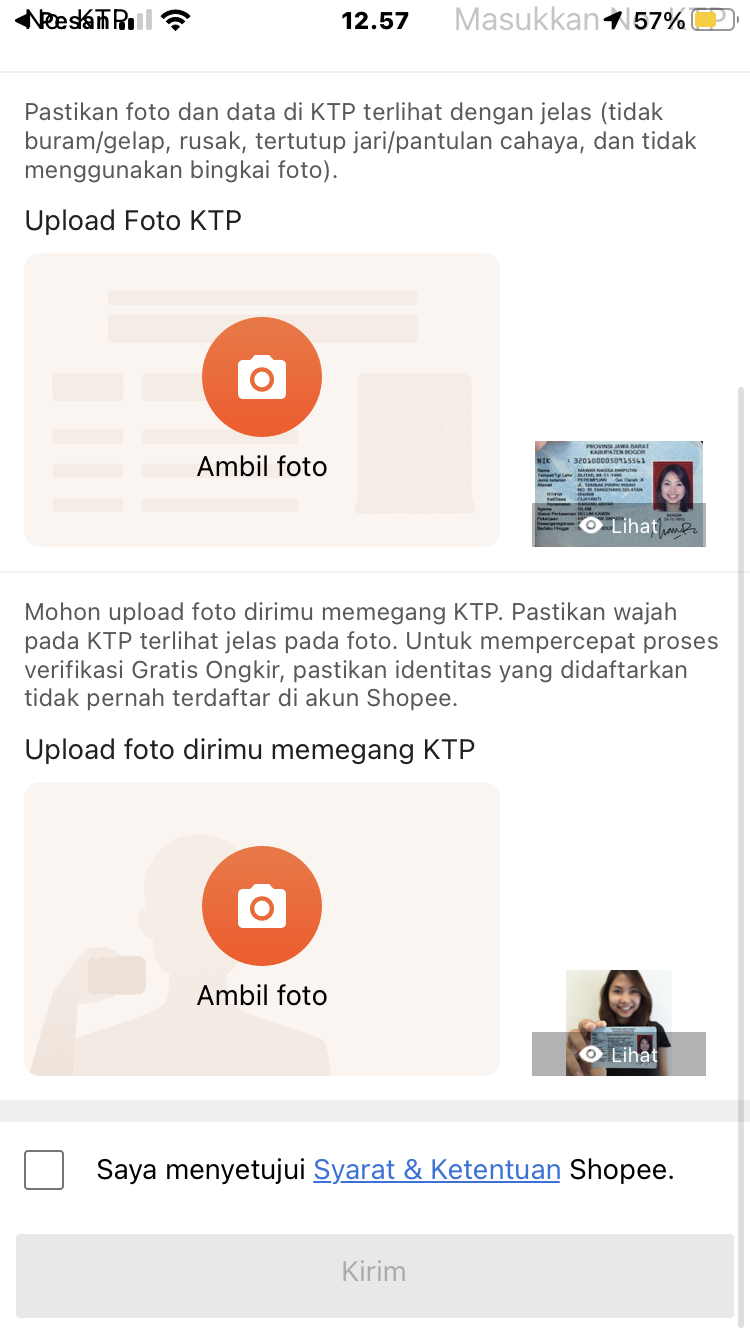 ◀ Pesan 12.57 57%
No. KTP Masukkan No. KTP
Pastikan foto dan data di KTP terlihat dengan jelas (tidak
buram/gelap, rusak, tertutup jari/pantulan cahaya, dan tidak
menggunakan bingkai foto).
Upload Foto KTP
Ambil foto
PROVINSI JAWA BARAT
KABUPATEN BOGOR
NIK
Lihat
Mohon upload foto dirimu memegang KTP. Pastikan wajah
pada KTP terlihat jelas pada foto. Untuk mempercepat proses
verifikasi Gratis Ongkir, pastikan identitas yang didaftarkan
tidak pernah terdaftar di akun Shopee.
Upload foto dirimu memegang KTP
Ambil foto
Lihat
Saya menyetujui Syarat & Ketentuan Shopee.
Kirim